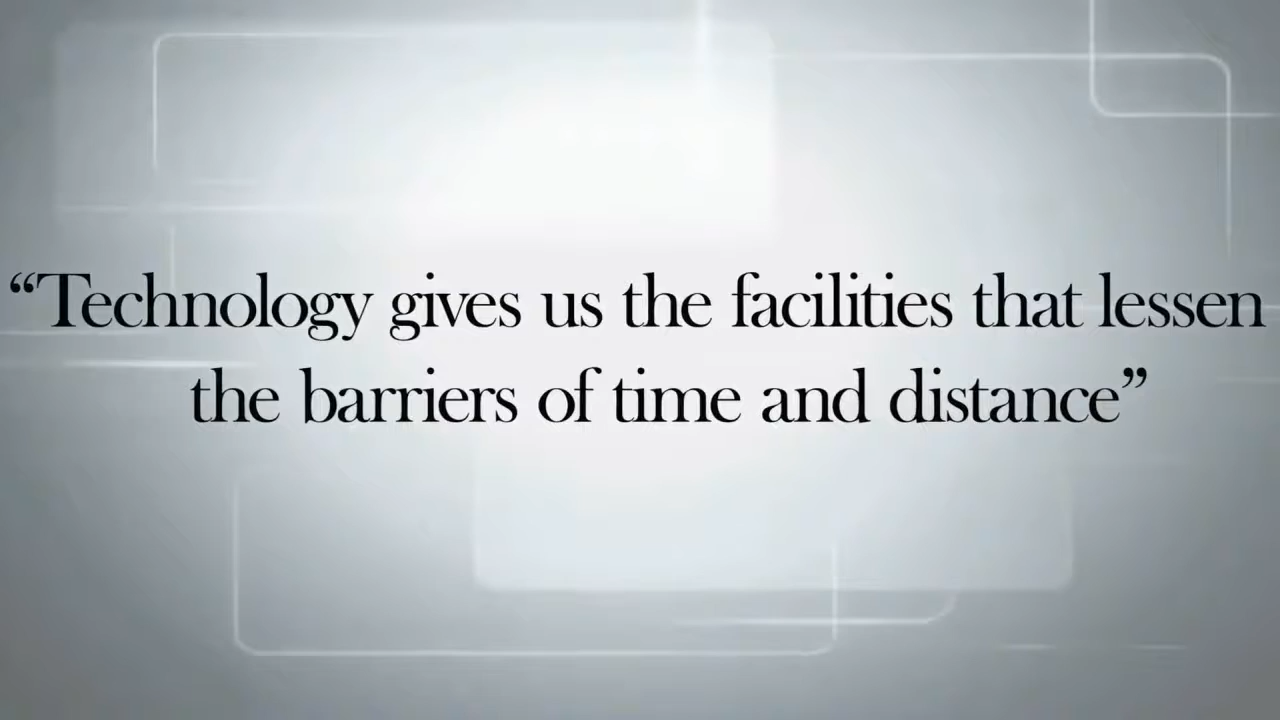 “Technology gives us the facilities that lessen
the barriers of time and distance”